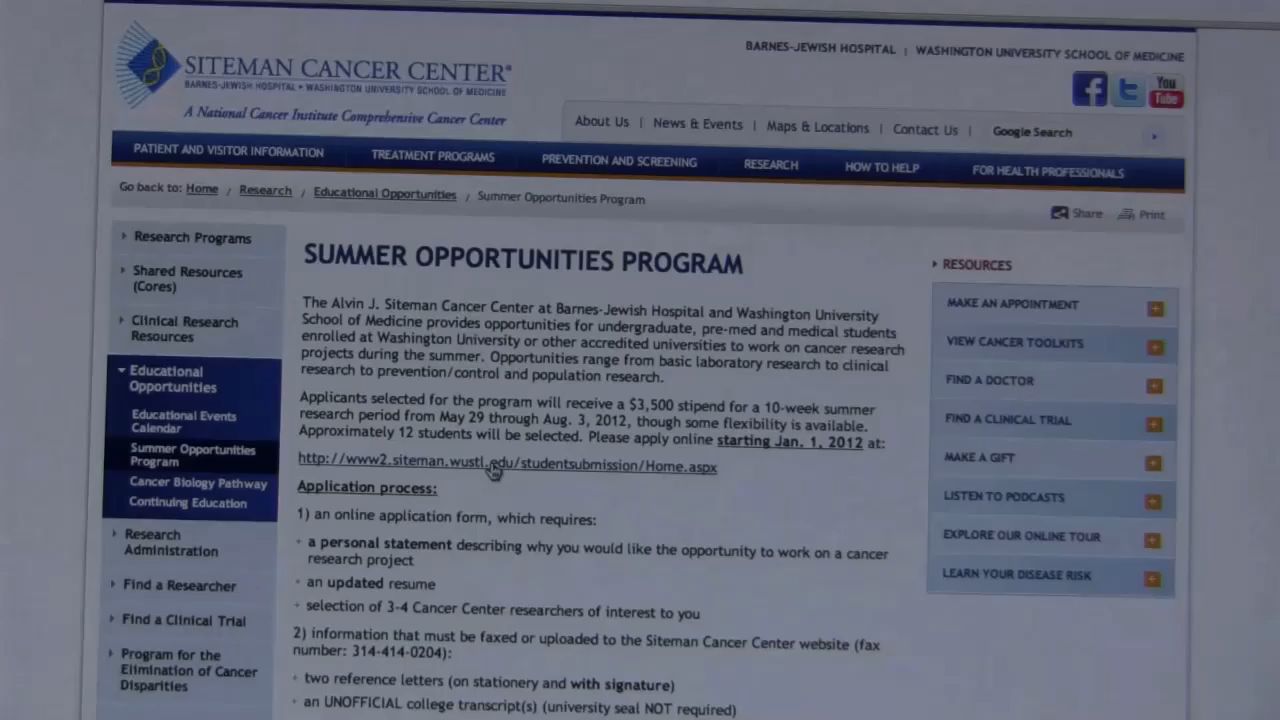 BARNES-JEWISH HOSPITAL | WASHINGTON UNIVERSITY SCHOOL OF MEDICINE
SITEMAN CANCER CENTER®
BARNES-JEWISH HOSPITAL • WASHINGTON UNIVERSITY SCHOOL OF MEDICINE
A National Cancer Institute Comprehensive Cancer Center
f t You Tube
About Us | News & Events | Maps & Locations | Contact Us | Google Search
PATIENT AND VISITOR INFORMATION TREATMENT PROGRAMS PREVENTION AND SCREENING RESEARCH HOW TO HELP FOR HEALTH PROFESSIONALS
Go back to: Home / Research / Educational Opportunities / Summer Opportunities Program
Share Print
Research Programs
Shared Resources
(Cores)
Clinical Research
Resources
Educational
Opportunities
Educational Events
Calendar
Summer Opportunities
Program
Cancer Biology Pathway
Continuing Education
Research
Administration
Find a Researcher
Find a Clinical Trial
Program for the
Elimination of Cancer
Disparities
SUMMER OPPORTUNITIES PROGRAM
The Alvin J. Siteman Cancer Center at Barnes-Jewish Hospital and Washington University
School of Medicine provides opportunities for undergraduate, pre-med and medical students
enrolled at Washington University or other accredited universities to work on cancer research
projects during the summer. Opportunities range from basic laboratory research to clinical
research to prevention/control and population research.
Applicants selected for the program will receive a $3,500 stipend for a 10-week summer
research period from May 29 through Aug. 3, 2012, though some flexibility is available.
Approximately 12 students will be selected. Please apply online starting Jan. 1, 2012 at:
http://www2.siteman.wustl.edu/studentsubmission/Home.aspx
Application process:
1) an online application form, which requires:
a personal statement describing why you would like the opportunity to work on a cancer
research project
an updated resume
selection of 3-4 Cancer Center researchers of interest to you
2) information that must be faxed or uploaded to the Siteman Cancer Center website (fax
number: 314-414-0204):
two reference letters (on stationery and with signature)
an UNOFFICIAL college transcript(s) (university seal NOT required)
RESOURCES
MAKE AN APPOINTMENT
VIEW CANCER TOOLKITS
FIND A DOCTOR
FIND A CLINICAL TRIAL
MAKE A GIFT
LISTEN TO PODCASTS
EXPLORE OUR ONLINE TOUR
LEARN YOUR DISEASE RISK